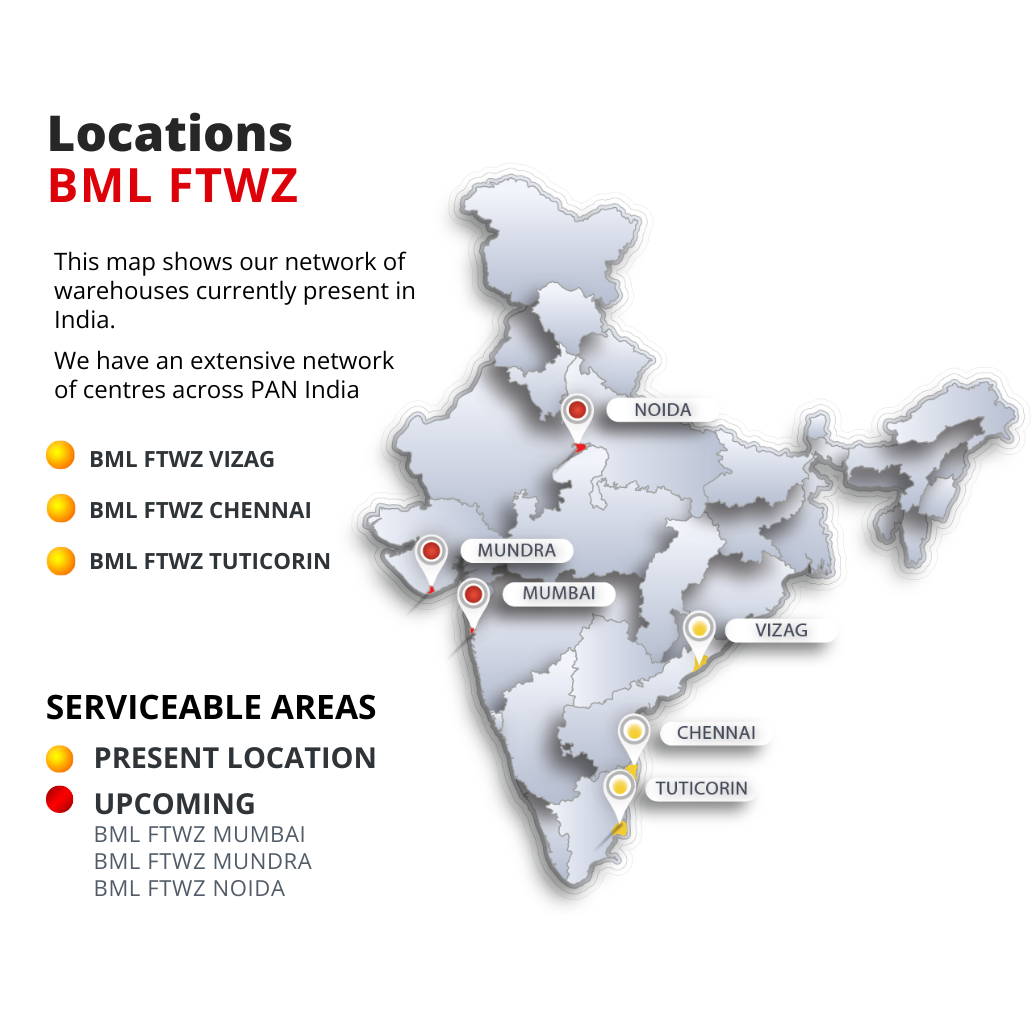 Locations
BML FTWZ
This map shows our network of
warehouses currently present in
India.
We have an extensive network
of centres across PAN India
BML FTWZ VIZAG
BML FTWZ CHENNAI
BML FTWZ TUTICORIN
SERVICEABLE AREAS
PRESENT LOCATION
UPCOMING
BML FTWZ MUMBAI
BML FTWZ MUNDRA
BML FTWZ NOIDA
NOIDA
MUNDRA
MUMBAI
VIZAG
CHENNAI
TUTICORIN